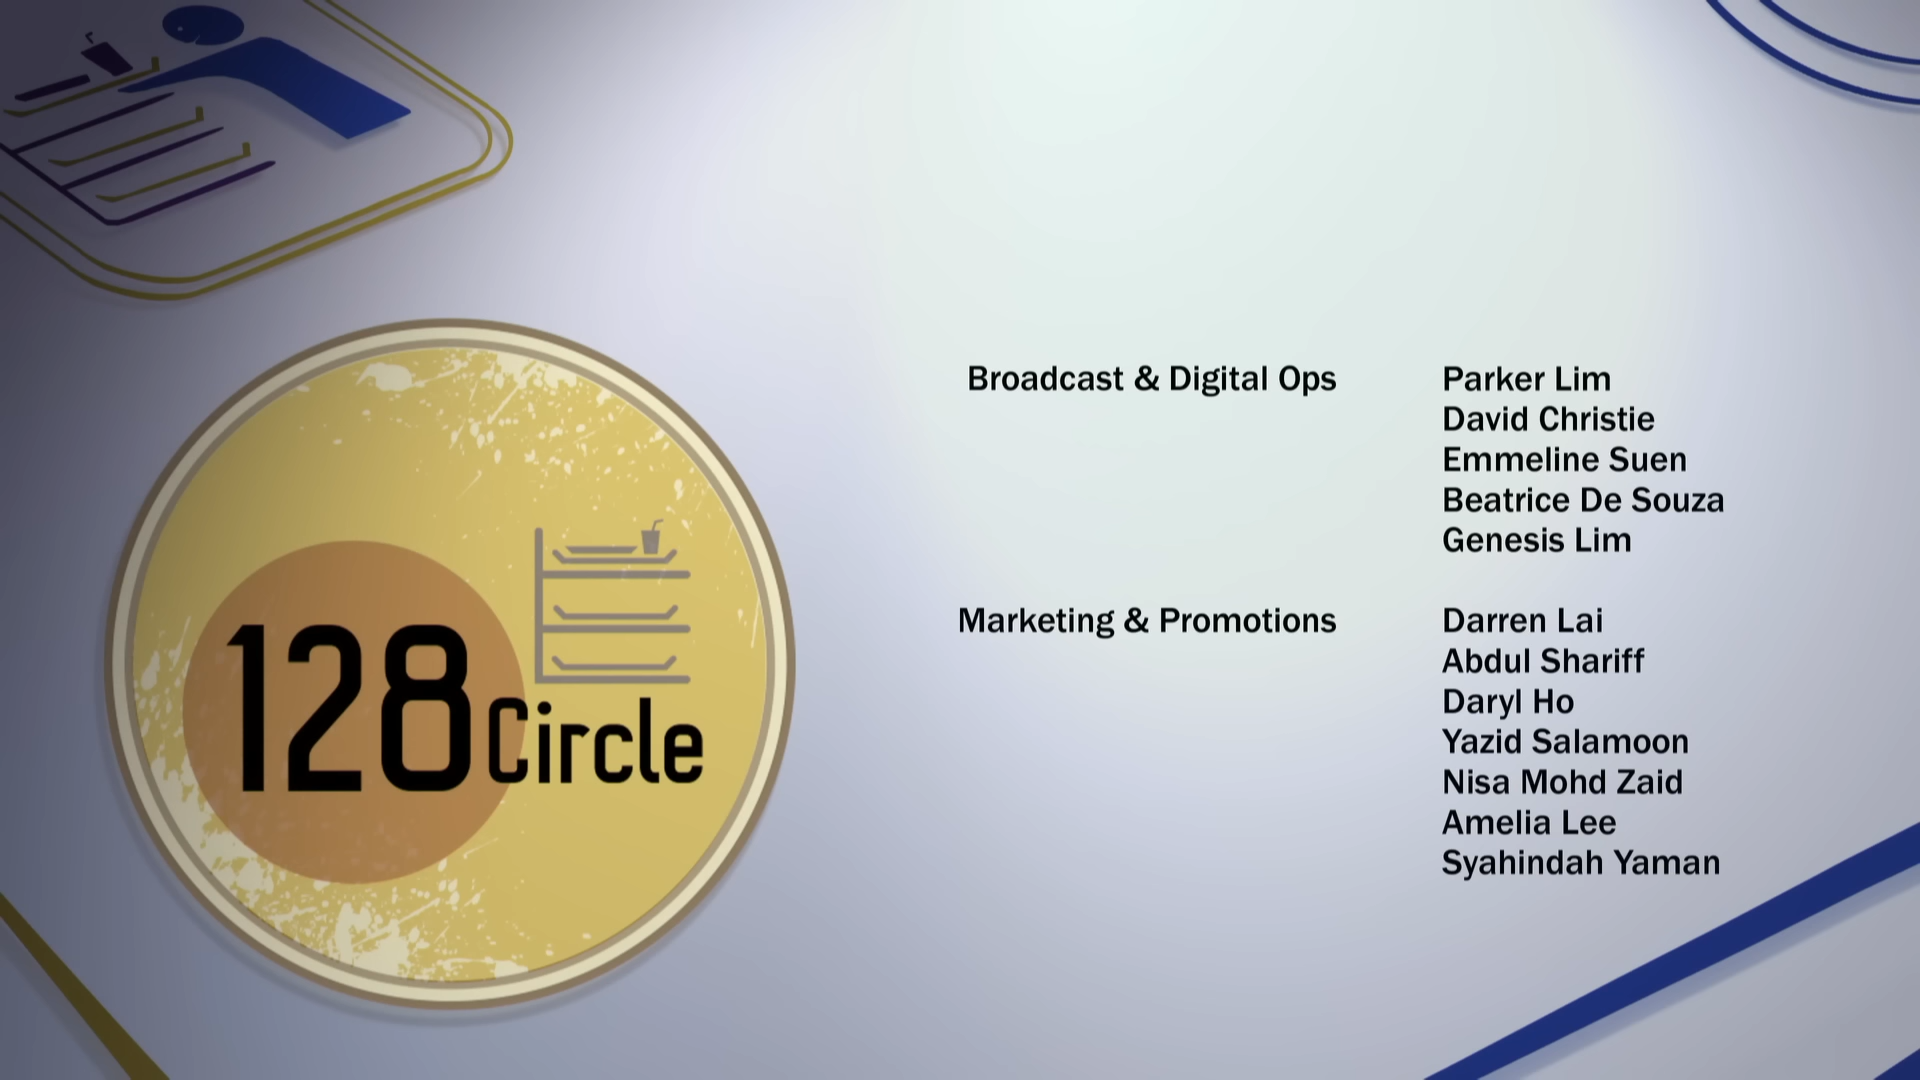 128 Circle
Broadcast & Digital Ops
Parker Lim
David Christie
Emmeline Suen
Beatrice De Souza
Genesis Lim
Marketing & Promotions
Darren Lai
Abdul Shariff
Daryl Ho
Yazid Salamoon
Nisa Mohd Zaid
Amelia Lee
Syahindah Yaman